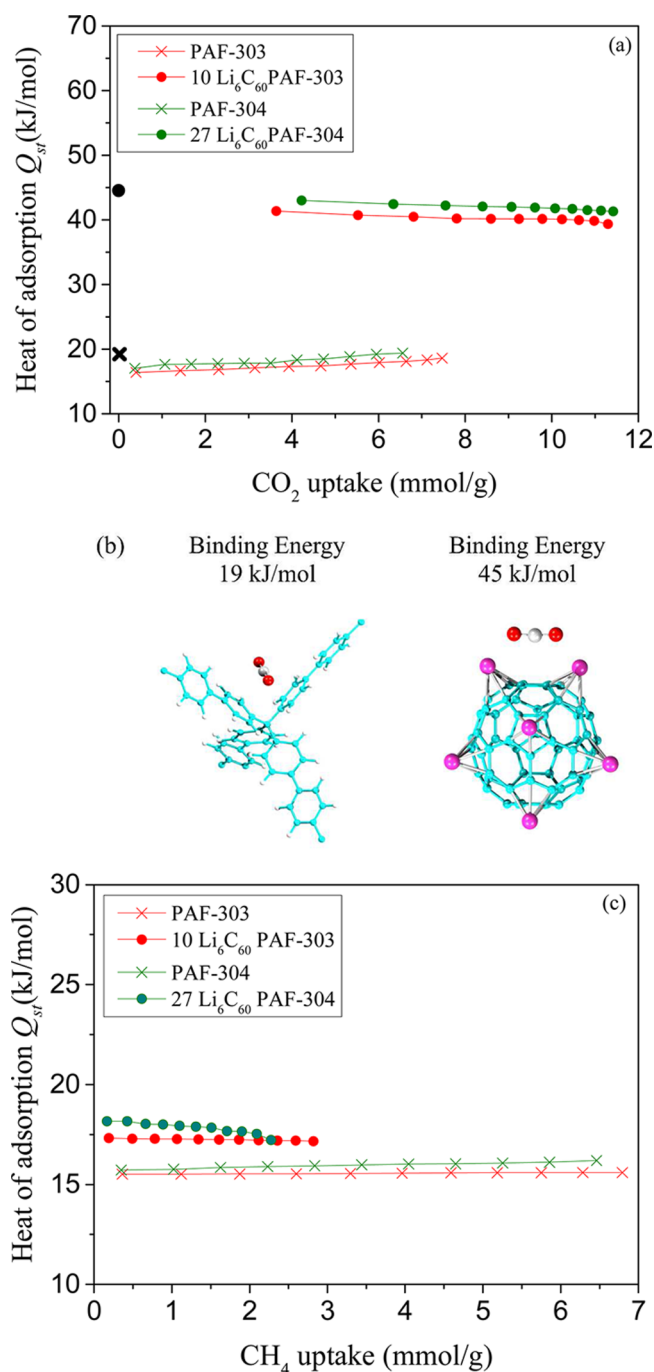 (a)
PAF-303
10 Li₆C₆₀PAF-303
PAF-304
27 Li₆C₆₀PAF-304
Heat of adsorption Qst(kJ/mol)
70
60
50
40
30
20
10
0 2 4 6 8 10 12
CO₂ uptake (mmol/g)
(b)
Binding Energy
19 kJ/mol
Binding Energy
45 kJ/mol
(c)
PAF-303
10 Li₆C₆₀ PAF-303
PAF-304
27 Li₆C₆₀ PAF-304
Heat of adsorption Qst(kJ/mol)
30
25
20
15
10
0 1 2 3 4 5 6 7
CH₄ uptake (mmol/g)